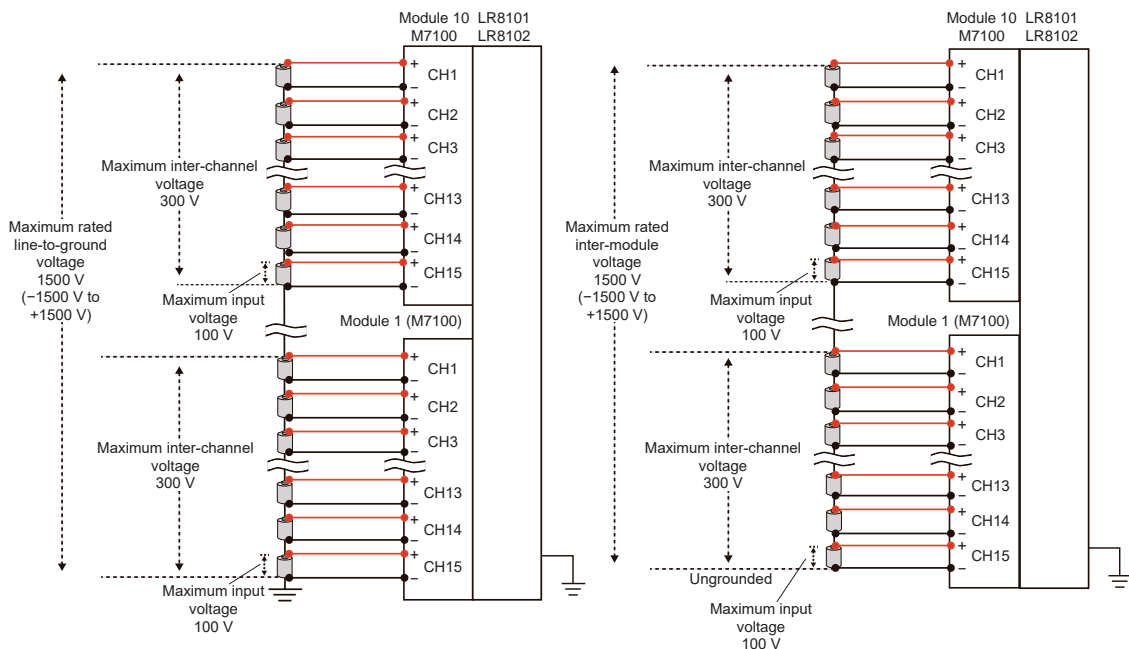 Module 10 LR8101
M7100 LR8102
+
CH1
−
+
CH2
−
+
CH3
−
+
CH13
−
+
CH14
−
+
CH15
−
Maximum inter-channel
voltage
300 V
Maximum rated
line-to-ground
voltage
1500 V
(−1500 V to
+1500 V)
Maximum input
voltage
100 V
Module 1 (M7100)
+
CH1
−
+
CH2
−
+
CH3
−
+
CH13
−
+
CH14
−
+
CH15
−
Maximum inter-channel
voltage
300 V
Maximum input
voltage
100 V
Module 10 LR8101
M7100 LR8102
+
CH1
−
+
CH2
−
+
CH3
−
+
CH13
−
+
CH14
−
+
CH15
−
Maximum inter-channel
voltage
300 V
Maximum rated
inter-module
voltage
1500 V
(−1500 V to
+1500 V)
Maximum input
voltage
100 V
Module 1 (M7100)
+
CH1
−
+
CH2
−
+
CH3
−
+
CH13
−
+
CH14
−
+
CH15
−
Maximum inter-channel
voltage
300 V
Ungrounded
Maximum input
voltage
100 V